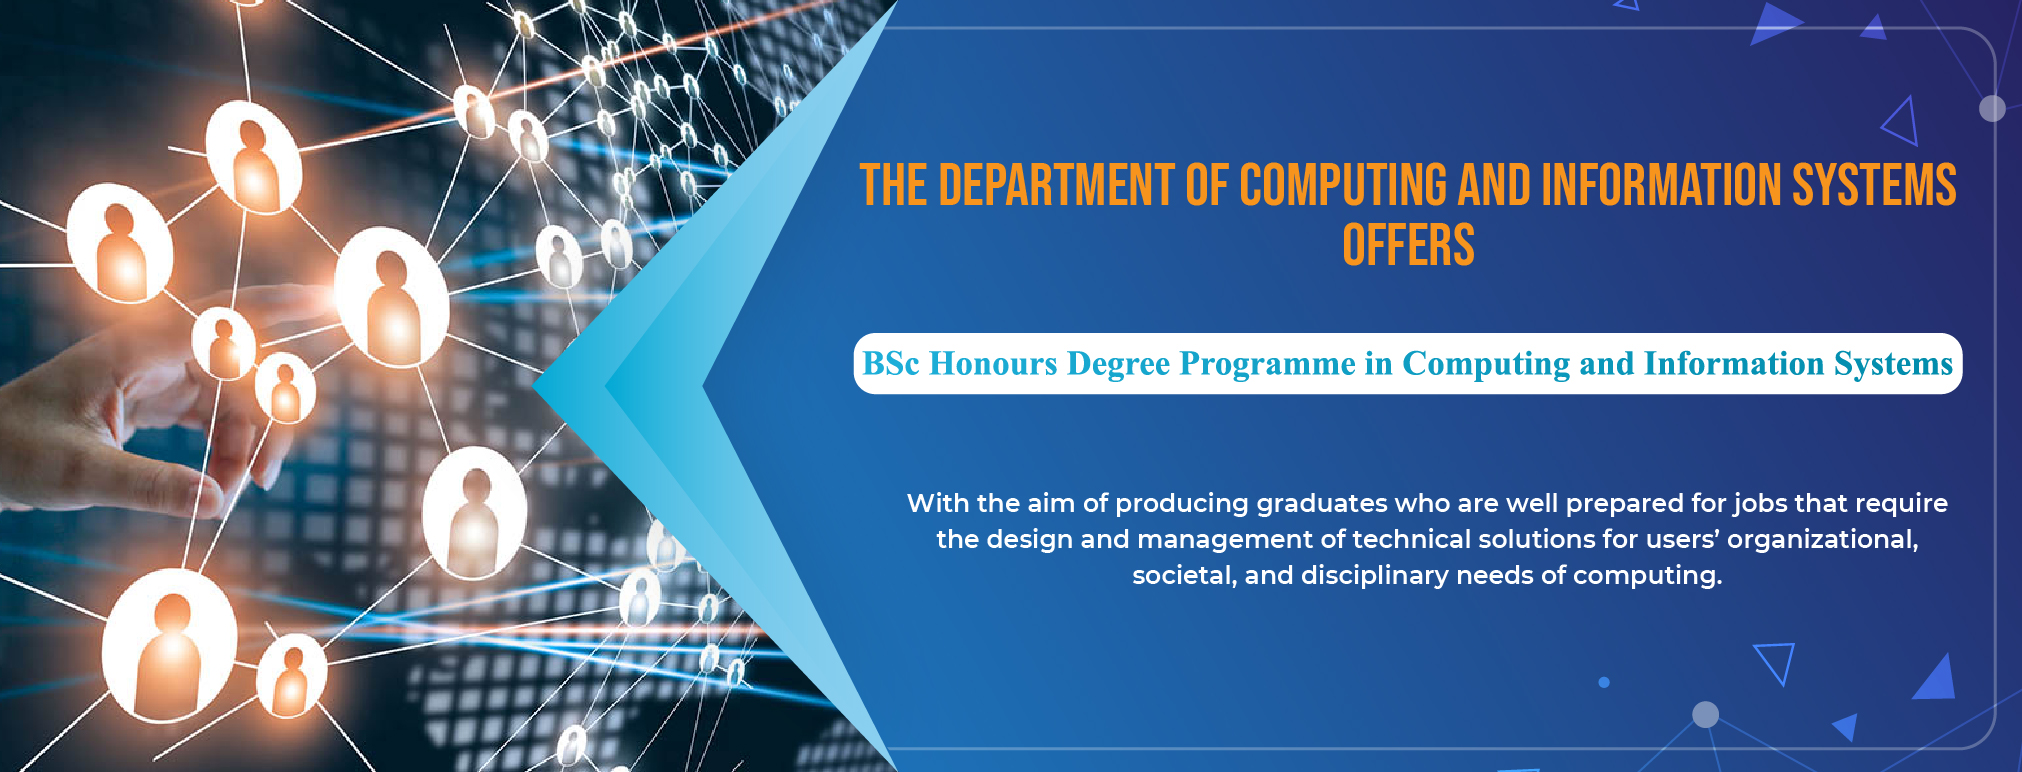 THE DEPARTMENT OF COMPUTING AND INFORMATION SYSTEMS
OFFERS
BSc Honours Degree Programme in Computing and Information Systems
With the aim of producing graduates who are well prepared for jobs that require
the design and management of technical solutions for users’ organizational,
societal, and disciplinary needs of computing.